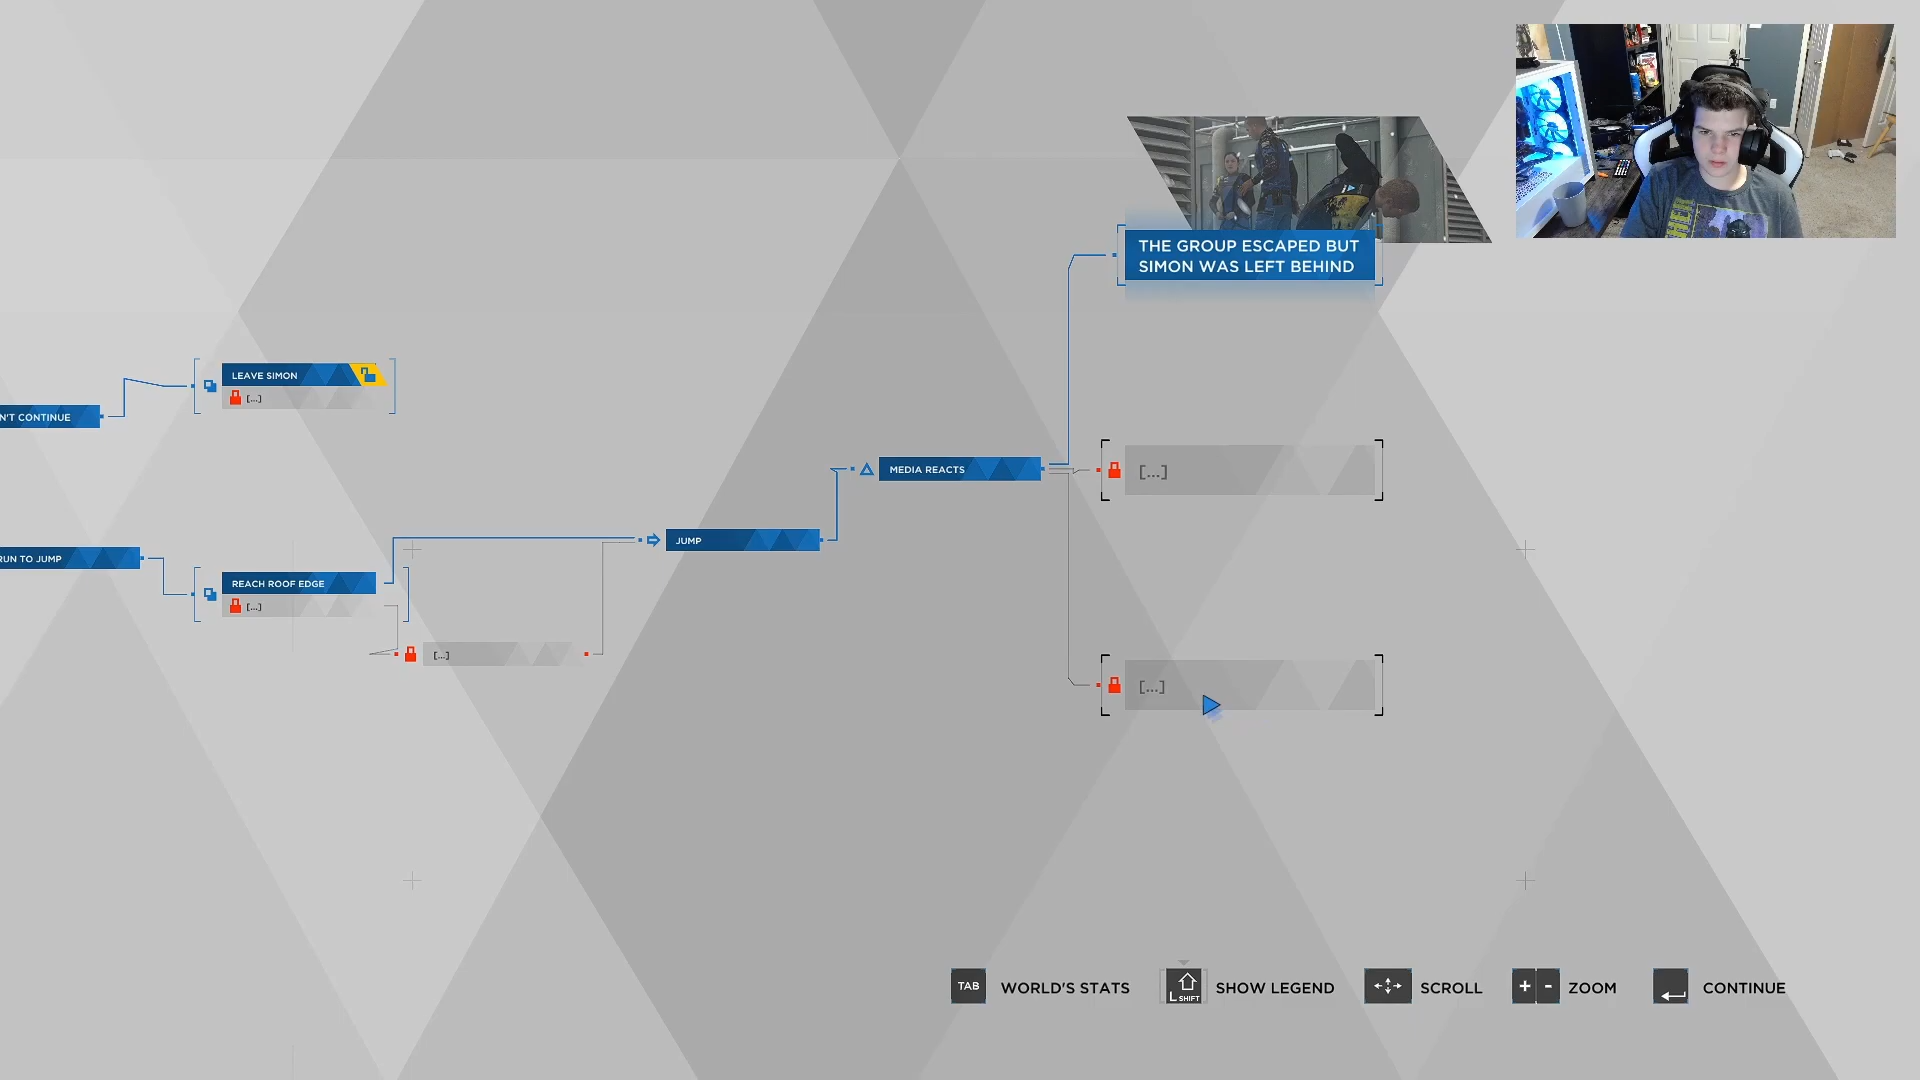 THE GROUP ESCAPED BUT
SIMON WAS LEFT BEHIND
LEAVE SIMON
[...]
N'T CONTINUE
MEDIA REACTS
[...]
JUMP
RUN TO JUMP
REACH ROOF EDGE
[...]
[...]
[...]
TAB WORLD'S STATS L SHIFT SHOW LEGEND SCROLL + - ZOOM CONTINUE